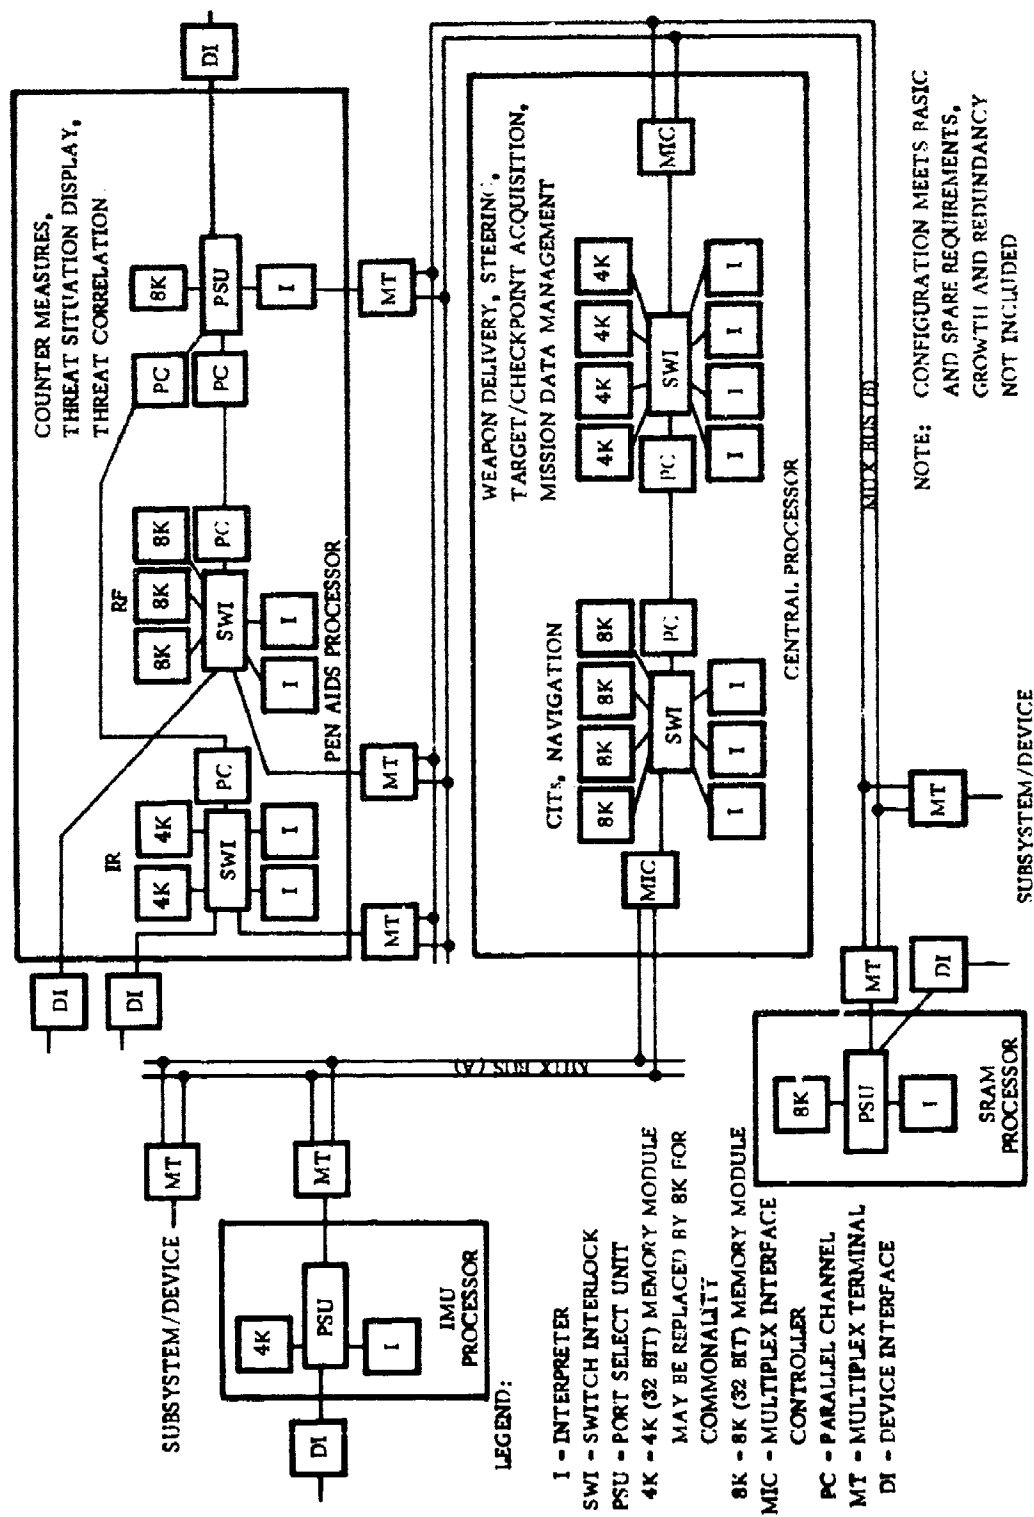 COUNTER MEASURES,
THREAT SITUATION DISPLAY,
THREAT CORRELATION
DI
8K
PSU
I
PC
PC
MT
RF
8K
8K
8K
SWI
PC
I
I
PEN AIDS PROCESSOR
MT
IR
4K
4K
SWI
PC
I
I
MT
DI
DI
WEAPON DELIVERY, STEERING,
TARGET/CHECKPOINT ACQUISITION,
MISSION DATA MANAGEMENT
MIC
4K
4K
4K
4K
SWI
PC
I
I
I
I
CITs, NAVIGATION
8K
8K
8K
8K
SWI
PC
I
I
I
MIC
CENTRAL PROCESSOR
MUX BUS (B)
NOTE: CONFIGURATION MEETS BASIC
AND SPARE REQUIREMENTS,
GROWTH AND REDUNDANCY
NOT INCLUDED
MUX BUS (A)
SUBSYSTEM/DEVICE
MT
MT
4K
PSU
I
DI
IMU
PROCESSOR
MT
SUBSYSTEM/DEVICE
MT
DI
8K
PSU
I
SRAM
PROCESSOR
LEGEND:
I - INTERPRETER
SWI - SWITCH INTERLOCK
PSU - PORT SELECT UNIT
4K - 4K (32 BIT) MEMORY MODULE
MAY BE REPLACED BY 8K FOR
COMMONALITY
8K - 8K (32 BIT) MEMORY MODULE
MIC - MULTIPLEX INTERFACE
CONTROLLER
PC - PARALLEL CHANNEL
MT - MULTIPLEX TERMINAL
DI - DEVICE INTERFACE